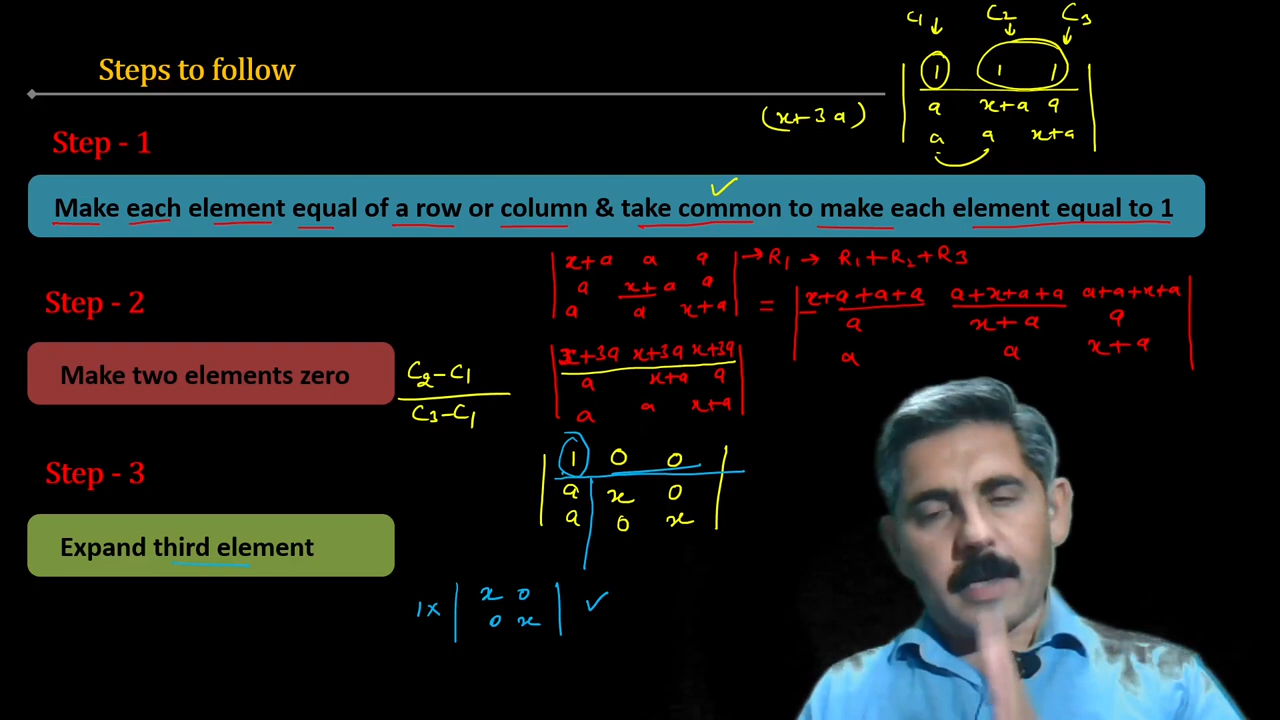 Steps to follow
C1 C2 C3
1 1 1
(x+3a)
a x+a a
a a x+a
Step - 1
Make each element equal of a row or column & take common to make each element equal to 1
x+a a a → R1 → R1+R2+R3
a x+a a
a a x+a
= x+a+a+a a+x+a+a a+a+x+a
a x+a a
a a x+a
Step - 2
Make two elements zero
C2-C1
C3-C1
x+3a x+3a x+3a
a x+a a
a a x+a
1 0 0
a x 0
a 0 x
Step - 3
Expand third element
1x x 0
0 x